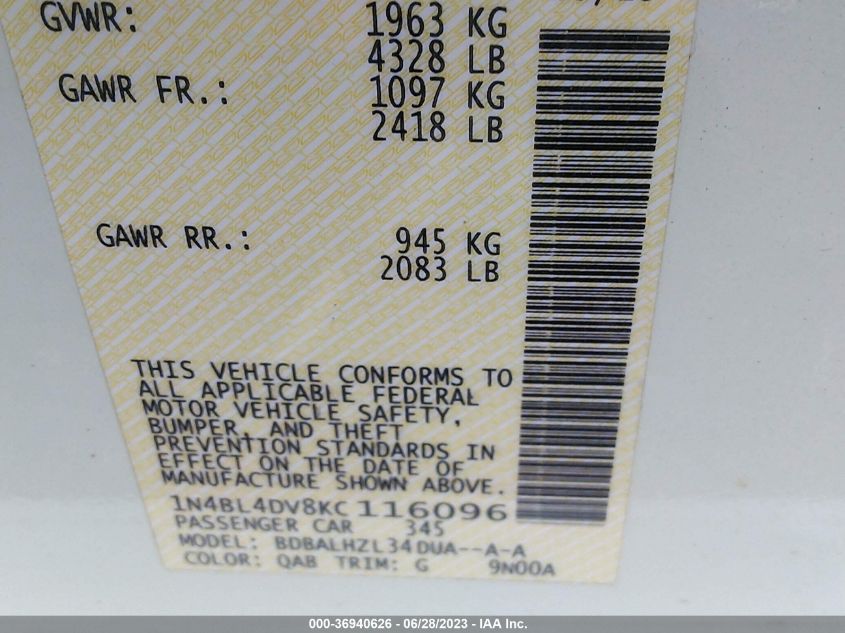 GVWR: 1963 KG
4328 LB
GAWR FR.: 1097 KG
2418 LB
GAWR RR.: 945 KG
2083 LB
THIS VEHICLE CONFORMS TO
ALL APPLICABLE FEDERAL
MOTOR VEHICLE SAFETY,
BUMPER, AND THEFT
PREVENTION STANDARDS IN
EFFECT ON THE DATE OF
MANUFACTURE SHOWN ABOVE.
1N4BL4DV8KC116096
PASSENGER CAR 345
MODEL: BDBALHZL34DUA--A-A
COLOR: QAB TRIM: G 9N00A
000-36940626 - 06/28/2023 - IAA Inc.